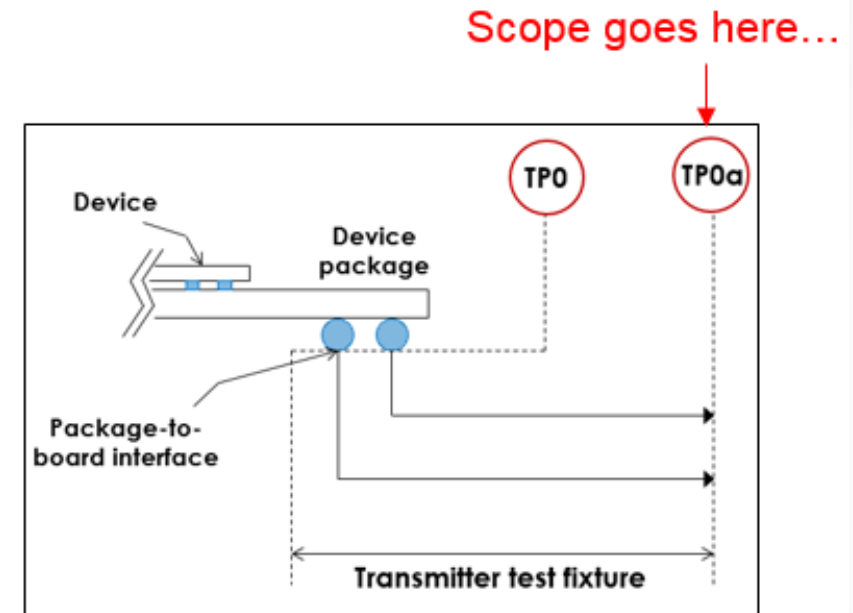 Scope goes here...
TP0
TP0a
Device
Device
package
Package-to-
board interface
Transmitter test fixture